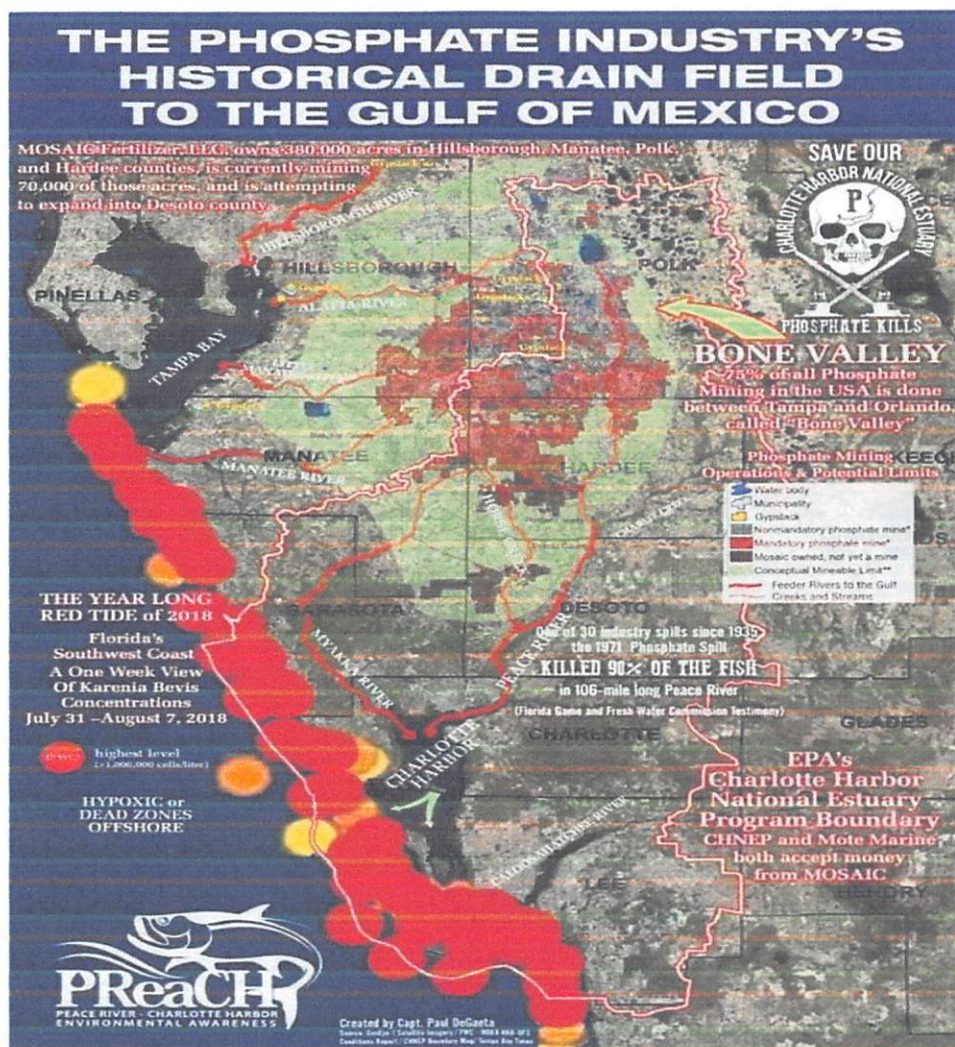 THE PHOSPHATE INDUSTRY'S
HISTORICAL DRAIN FIELD
TO THE GULF OF MEXICO
MOSAIC Fertilizer, LLC, owns 380,000 acres in Hillsborough, Manatee, Polk,
and Hardee counties, is currently mining
70,000 of those acres, and is attempting
to expand into Desoto county.
SAVE OUR
CHARLOTTE HARBOR NATIONAL ESTUARY
P
PHOSPHATE KILLS
HILLSBOROUGH RIVER
HILLSBOROUGH
POLK
PINELLAS
ALAFIA RIVER
TAMPA BAY
Gypstack
BONE VALLEY
75% of all Phosphate
Mining in the USA is done
between Tampa and Orlando,
called "Bone Valley"
MANATEE
MANATEE RIVER
HARDEE
Phosphate Mining
Operations & Potential Limits
Water body
Municipality
Gypstack
Nonmandatory phosphate mine*
Mandatory phosphate mine*
Mosaic owned, not yet a mine
Conceptual Mineable Limit**
Feeder Rivers to the Gulf
Creeks and Streams
THE YEAR LONG
RED TIDE of 2018
Florida's
Southwest Coast
A One Week View
Of Karenia Bevis
Concentrations
July 31 –August 7, 2018
SARASOTA
DESOTO
MYAKKA RIVER
PEACE RIVER
One of 30 industry spills since 1935
the 1971 Phosphate Spill
KILLED 90% OF THE FISH
in 106-mile long Peace River
(Florida Game and Fresh Water Commission Testimony)
CHARLOTTE
GLADES
highest level
(>1,000,000 cells/liter)
CHARLOTTE
HARBOR
HYPOXIC or
DEAD ZONES
OFFSHORE
EPA's
Charlotte Harbor
National Estuary
Program Boundary
CHNEP and Mote Marine
both accept money
from MOSAIC
CALOOSAHATCHEE RIVER
LEE
HENDRY
PReaCH
PEACE RIVER - CHARLOTTE HARBOR
ENVIRONMENTAL AWARENESS
Created by Capt. Paul DeGaeta